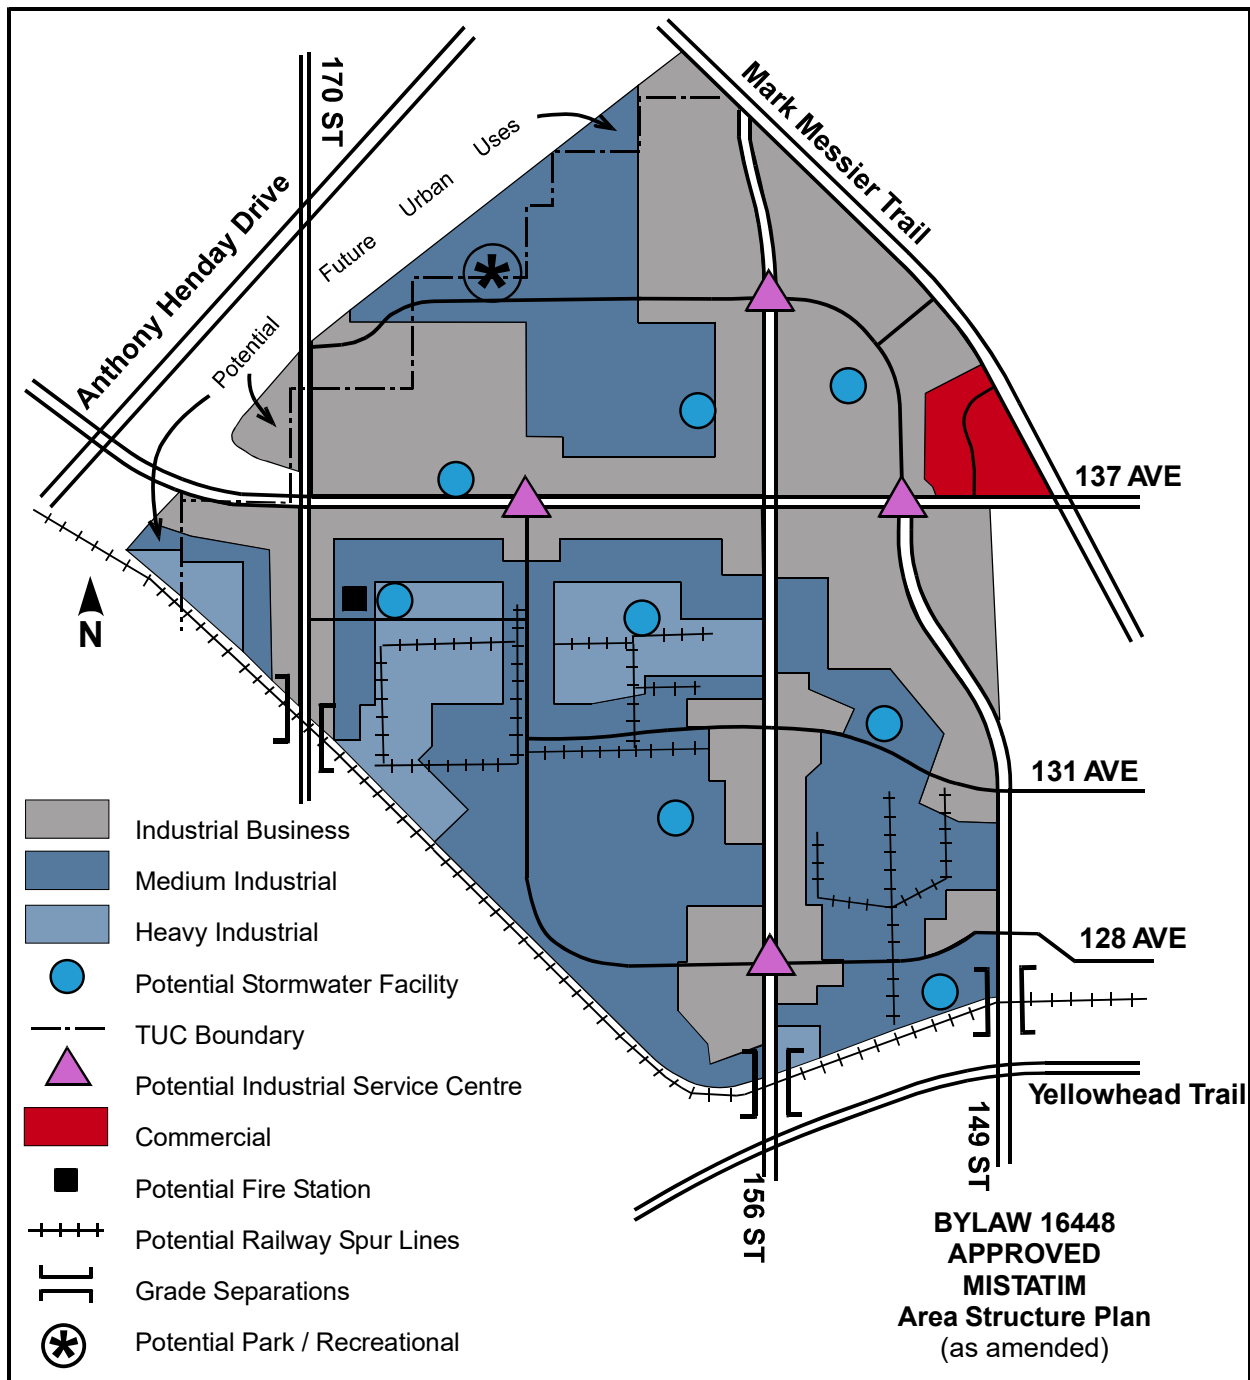 170 ST
Mark Messier Trail
Anthony Henday Drive
Potential Future Urban Uses
137 AVE
N
131 AVE
128 AVE
Yellowhead Trail
149 ST
156 ST
Industrial Business
Medium Industrial
Heavy Industrial
Potential Stormwater Facility
TUC Boundary
Potential Industrial Service Centre
Commercial
Potential Fire Station
Potential Railway Spur Lines
Grade Separations
Potential Park / Recreational
BYLAW 16448
APPROVED
MISTATIM
Area Structure Plan
(as amended)